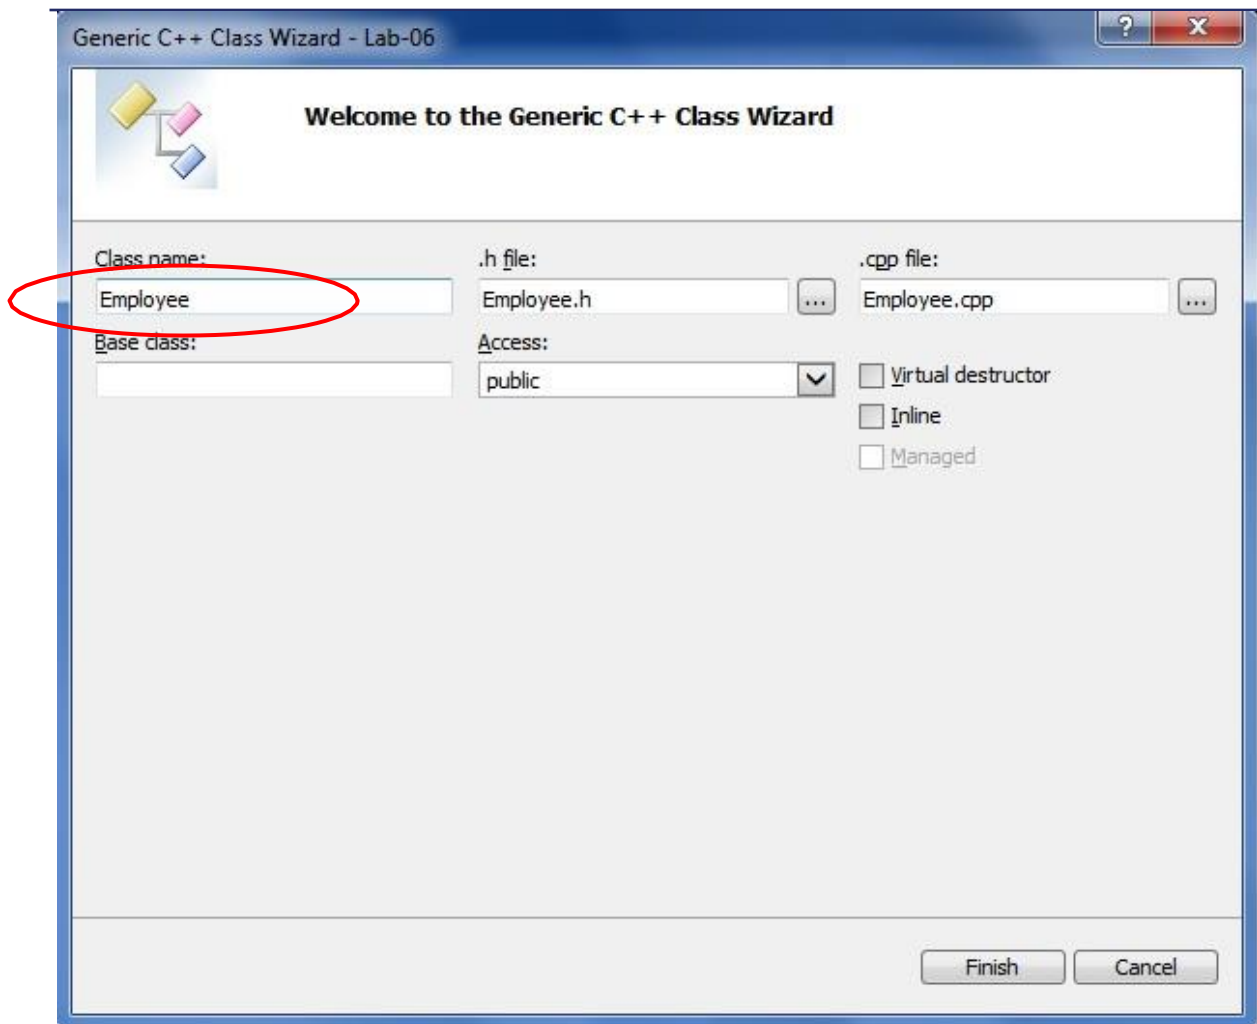 Generic C++ Class Wizard - Lab-06
?
Welcome to the Generic C++ Class Wizard
Class name:
.h file:
.cpp file:
Employee
Employee.h
...
Employee.cpp
...
Base class:
Access:
public
Virtual destructor
Inline
Managed
Finish
Cancel